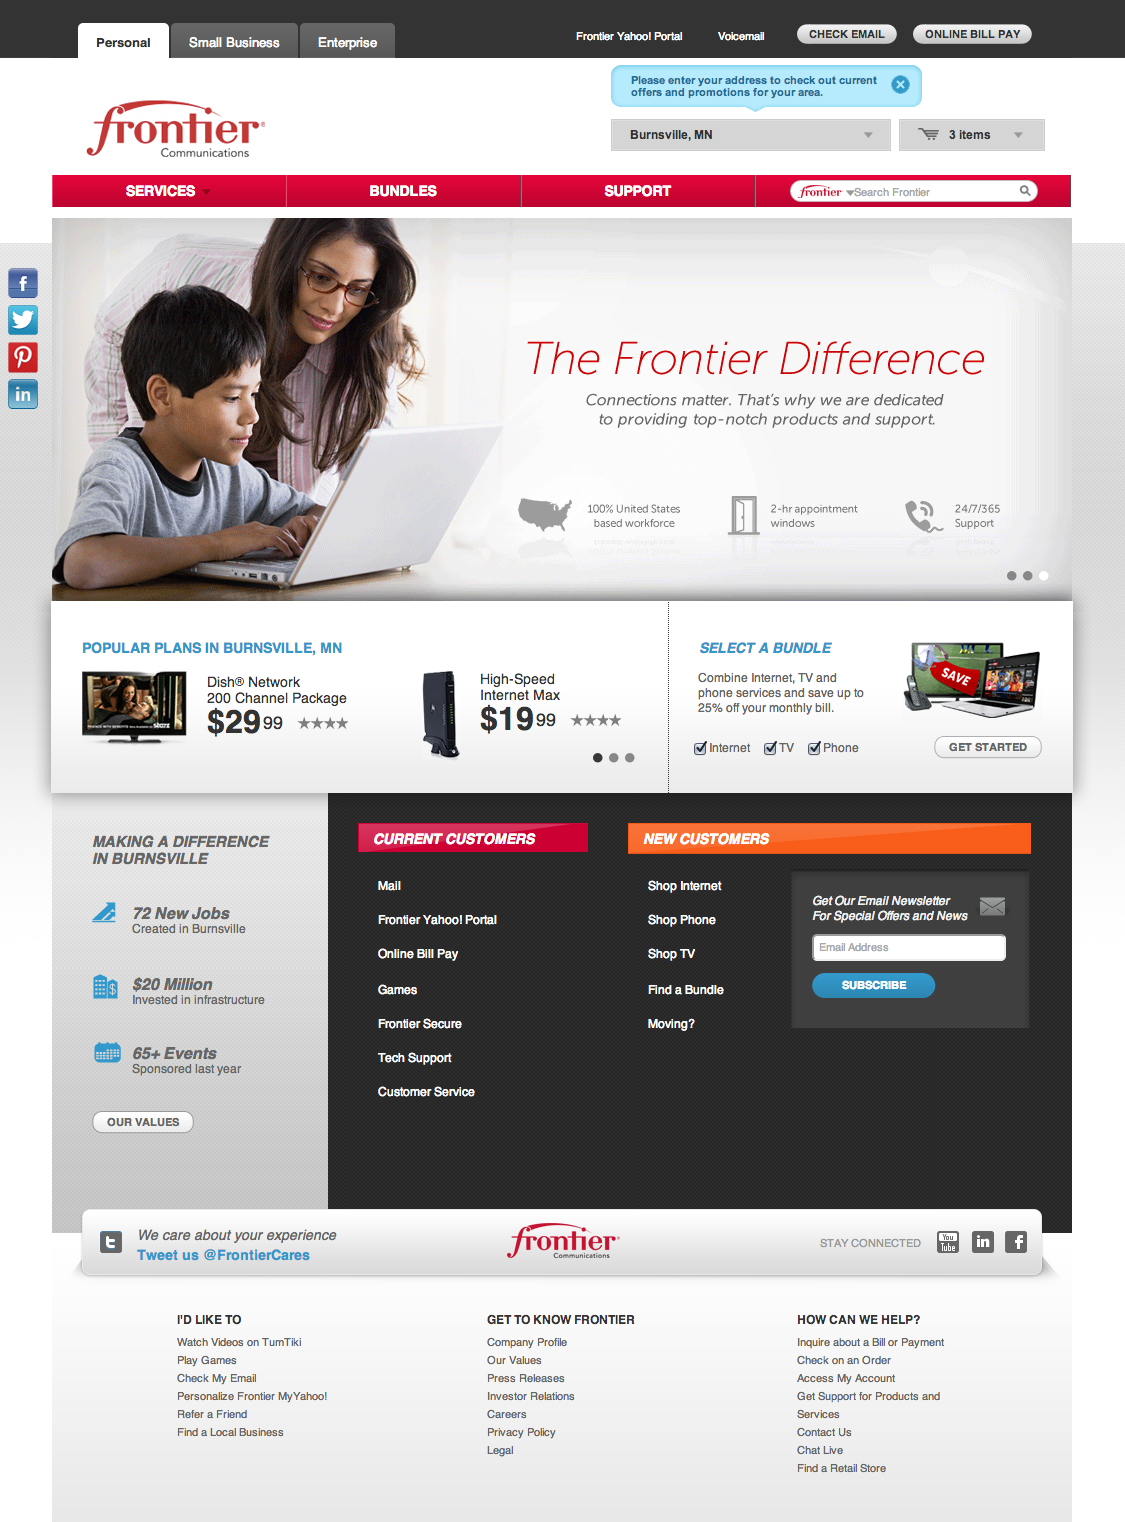 Personal
Small Business
Enterprise
Frontier Yahoo! Portal
Voicemail
CHECK EMAIL
ONLINE BILL PAY
Please enter your address to check out current
offers and promotions for your area.
frontier®
Communications
Burnsville, MN
3 items
SERVICES
BUNDLES
SUPPORT
frontier
Search Frontier
The Frontier Difference
Connections matter. That's why we are dedicated
to providing top-notch products and support.
100% United States
based workforce
2-hr appointment
windows
24/7/365
Support
POPULAR PLANS IN BURNSVILLE, MN
Dish® Network
200 Channel Package
$29 99
starz
High-Speed
Internet Max
$19 99
SELECT A BUNDLE
Combine Internet, TV and
phone services and save up to
25% off your monthly bill.
SAVE
Internet
TV
Phone
GET STARTED
MAKING A DIFFERENCE
IN BURNSVILLE
72 New Jobs
Created in Burnsville
$20 Million
Invested in infrastructure
65+ Events
Sponsored last year
OUR VALUES
CURRENT CUSTOMERS
Mail
Frontier Yahoo! Portal
Online Bill Pay
Games
Frontier Secure
Tech Support
Customer Service
NEW CUSTOMERS
Shop Internet
Shop Phone
Shop TV
Find a Bundle
Moving?
Get Our Email Newsletter
For Special Offers and News
Email Address
SUBSCRIBE
We care about your experience
Tweet us @FrontierCares
frontier
Communications
STAY CONNECTED
You
Tube
in
f
I'D LIKE TO
Watch Videos on TumTiki
Play Games
Check My Email
Personalize Frontier MyYahoo!
Refer a Friend
Find a Local Business
GET TO KNOW FRONTIER
Company Profile
Our Values
Press Releases
Investor Relations
Careers
Privacy Policy
Legal
HOW CAN WE HELP?
Inquire about a Bill or Payment
Check on an Order
Access My Account
Get Support for Products and
Services
Contact Us
Chat Live
Find a Retail Store